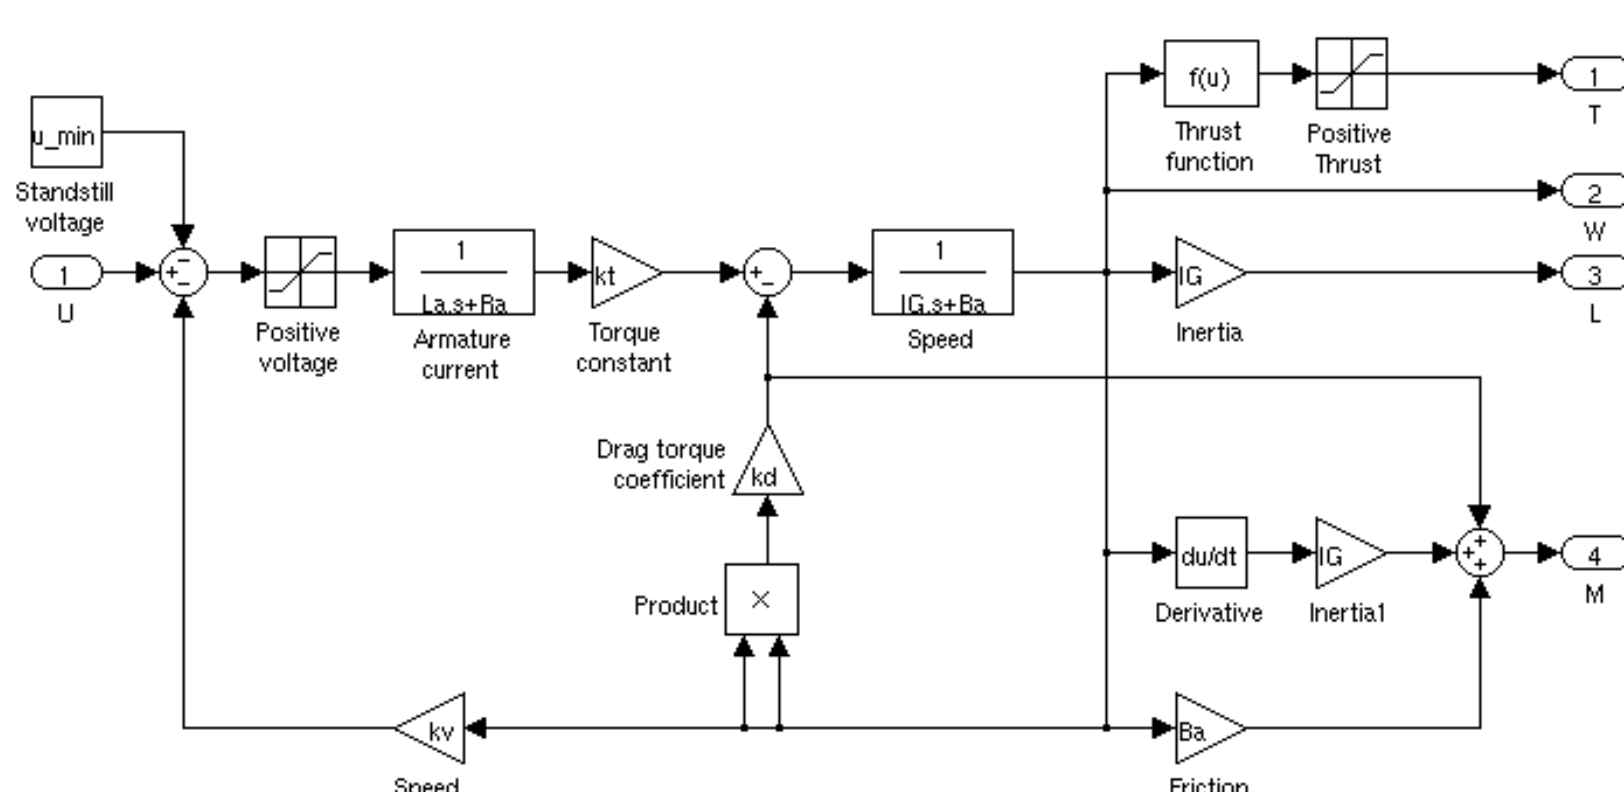 u_min
Standstill
voltage
1
U
+
−
−
Positive
voltage
1
La.s+Ra
Armature
current
kt
Torque
constant
+
−
1
IG.s+Ba
Speed
f(u)
Thrust
function
Positive
Thrust
1
T
2
W
IG
Inertia
3
L
Drag torque
coefficient
kd
Product
×
du/dt
Derivative
IG
Inertia1
+
+
+
4
M
kv
Speed
Ba
Friction